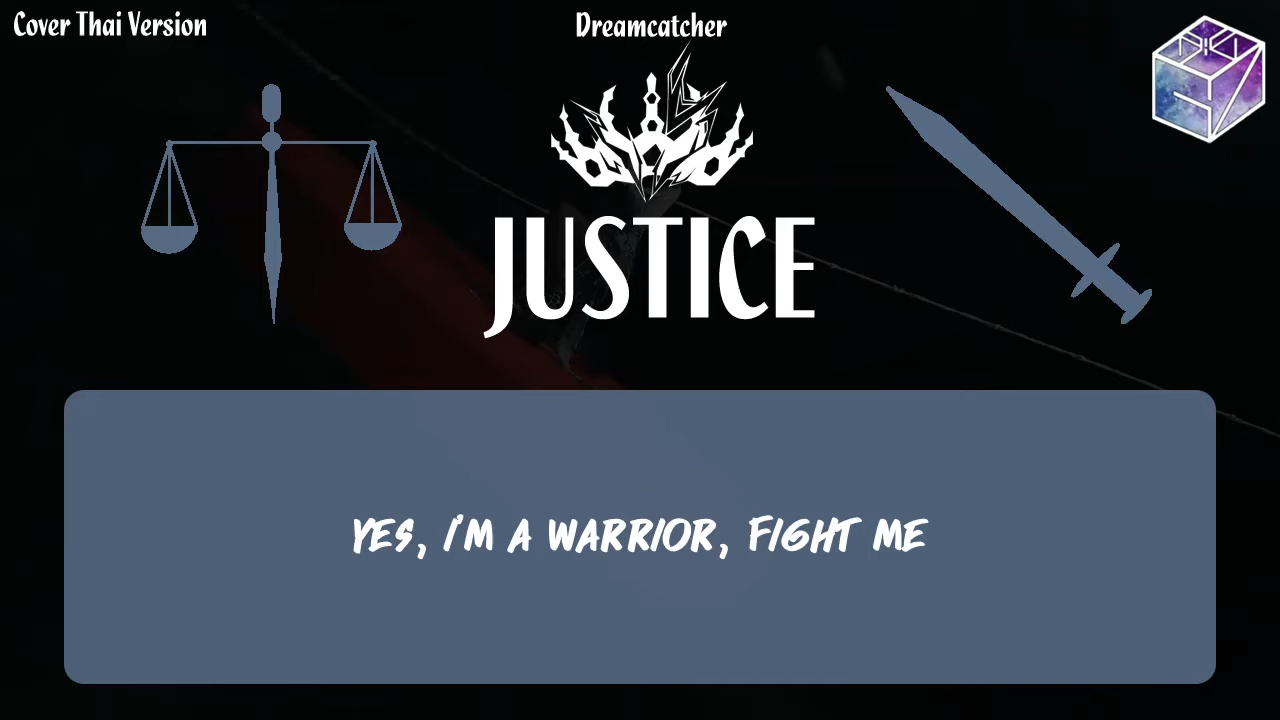 Cover Thai Version
Dreamcatcher
JUSTICE
YES, I'M A WARRIOR, FIGHT ME